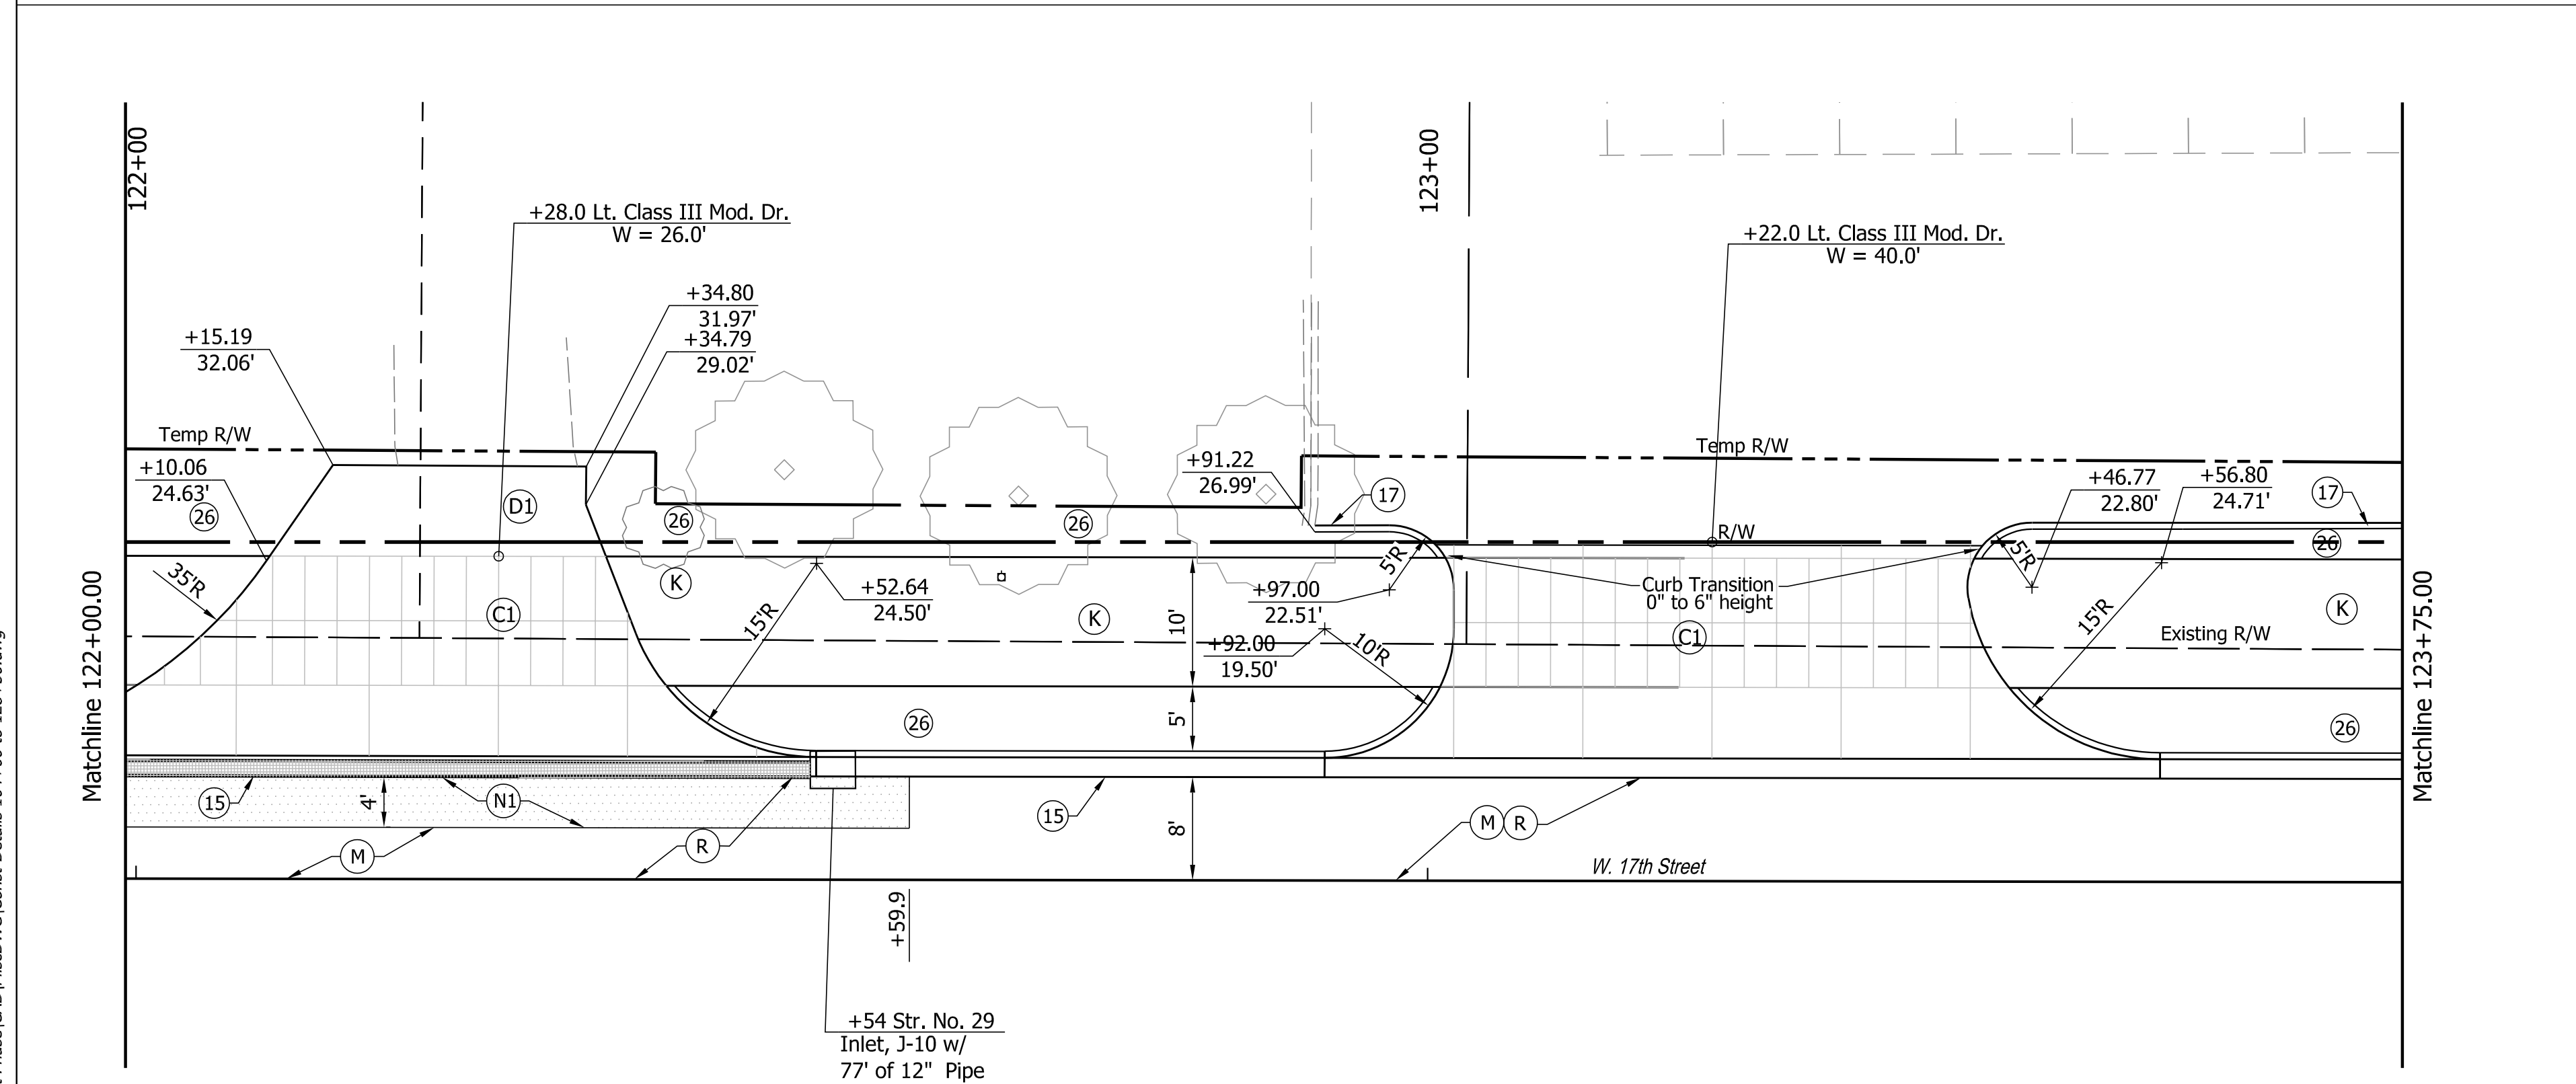 122+00
123+00
+28.0 Lt. Class III Mod. Dr.
W = 26.0'
+22.0 Lt. Class III Mod. Dr.
W = 40.0'
+34.80
31.97'
+34.79
29.02'
+15.19
32.06'
Temp R/W
Temp R/W
+10.06
24.63'
26
D1
26
26
+91.22
26.99'
17
+46.77
22.80'
+56.80
24.71'
17
R/W
26
35'R
K
C1
15'R
+52.64
24.50'
K
10'
+97.00
22.51'
5'R
+92.00
19.50'
10'R
Curb Transition
0" to 6" height
C1
5'R
15'R
K
Existing R/W
26
5'
26
Matchline 122+00.00
Matchline 123+75.00
15
4'
N1
15
8'
M R
M
R
W. 17th Street
+59.9
+54 Str. No. 29
Inlet, J-10 w/
77' of 12" Pipe